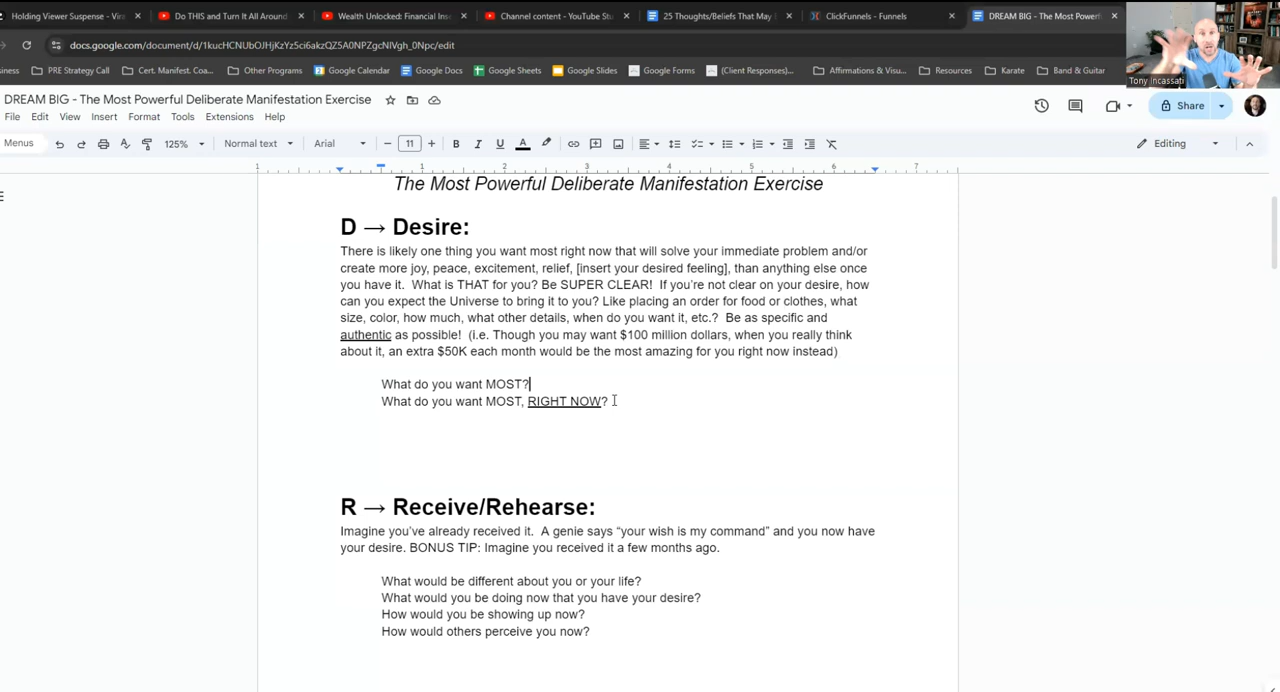 Holding Viewer Suspense - Vira
Do THIS and Turn It All Around
Wealth Unlocked: Financial Inse
Channel content - YouTube Stu
25 Thoughts/Beliefs That May
ClickFunnels - Funnels
DREAM BIG - The Most Powerful
docs.google.com/document/d/1kucHCNUbOJHjKzYz5ci6akzQZ5A0NPZgcNIVgh_0Npc/edit
siness PRE Strategy Call Cert. Manifest. Coa... Other Programs Google Calendar Google Docs Google Sheets Google Slides Google Forms (Client Responses)... Affirmations & Visu... Resources Karate Band & Guitar
Tony Incassati
DREAM BIG - The Most Powerful Deliberate Manifestation Exercise
Share
File Edit View Insert Format Tools Extensions Help
Menus 125% Normal text Arial 11 B I U A Editing
1 1 2 3 4 5 6 7
The Most Powerful Deliberate Manifestation Exercise
D → Desire:
There is likely one thing you want most right now that will solve your immediate problem and/or
create more joy, peace, excitement, relief, [insert your desired feeling], than anything else once
you have it. What is THAT for you? Be SUPER CLEAR! If you're not clear on your desire, how
can you expect the Universe to bring it to you? Like placing an order for food or clothes, what
size, color, how much, what other details, when do you want it, etc.? Be as specific and
authentic as possible! (i.e. Though you may want $100 million dollars, when you really think
about it, an extra $50K each month would be the most amazing for you right now instead)
What do you want MOST?
What do you want MOST, RIGHT NOW?
R → Receive/Rehearse:
Imagine you've already received it. A genie says “your wish is my command” and you now have
your desire. BONUS TIP: Imagine you received it a few months ago.
What would be different about you or your life?
What would you be doing now that you have your desire?
How would you be showing up now?
How would others perceive you now?